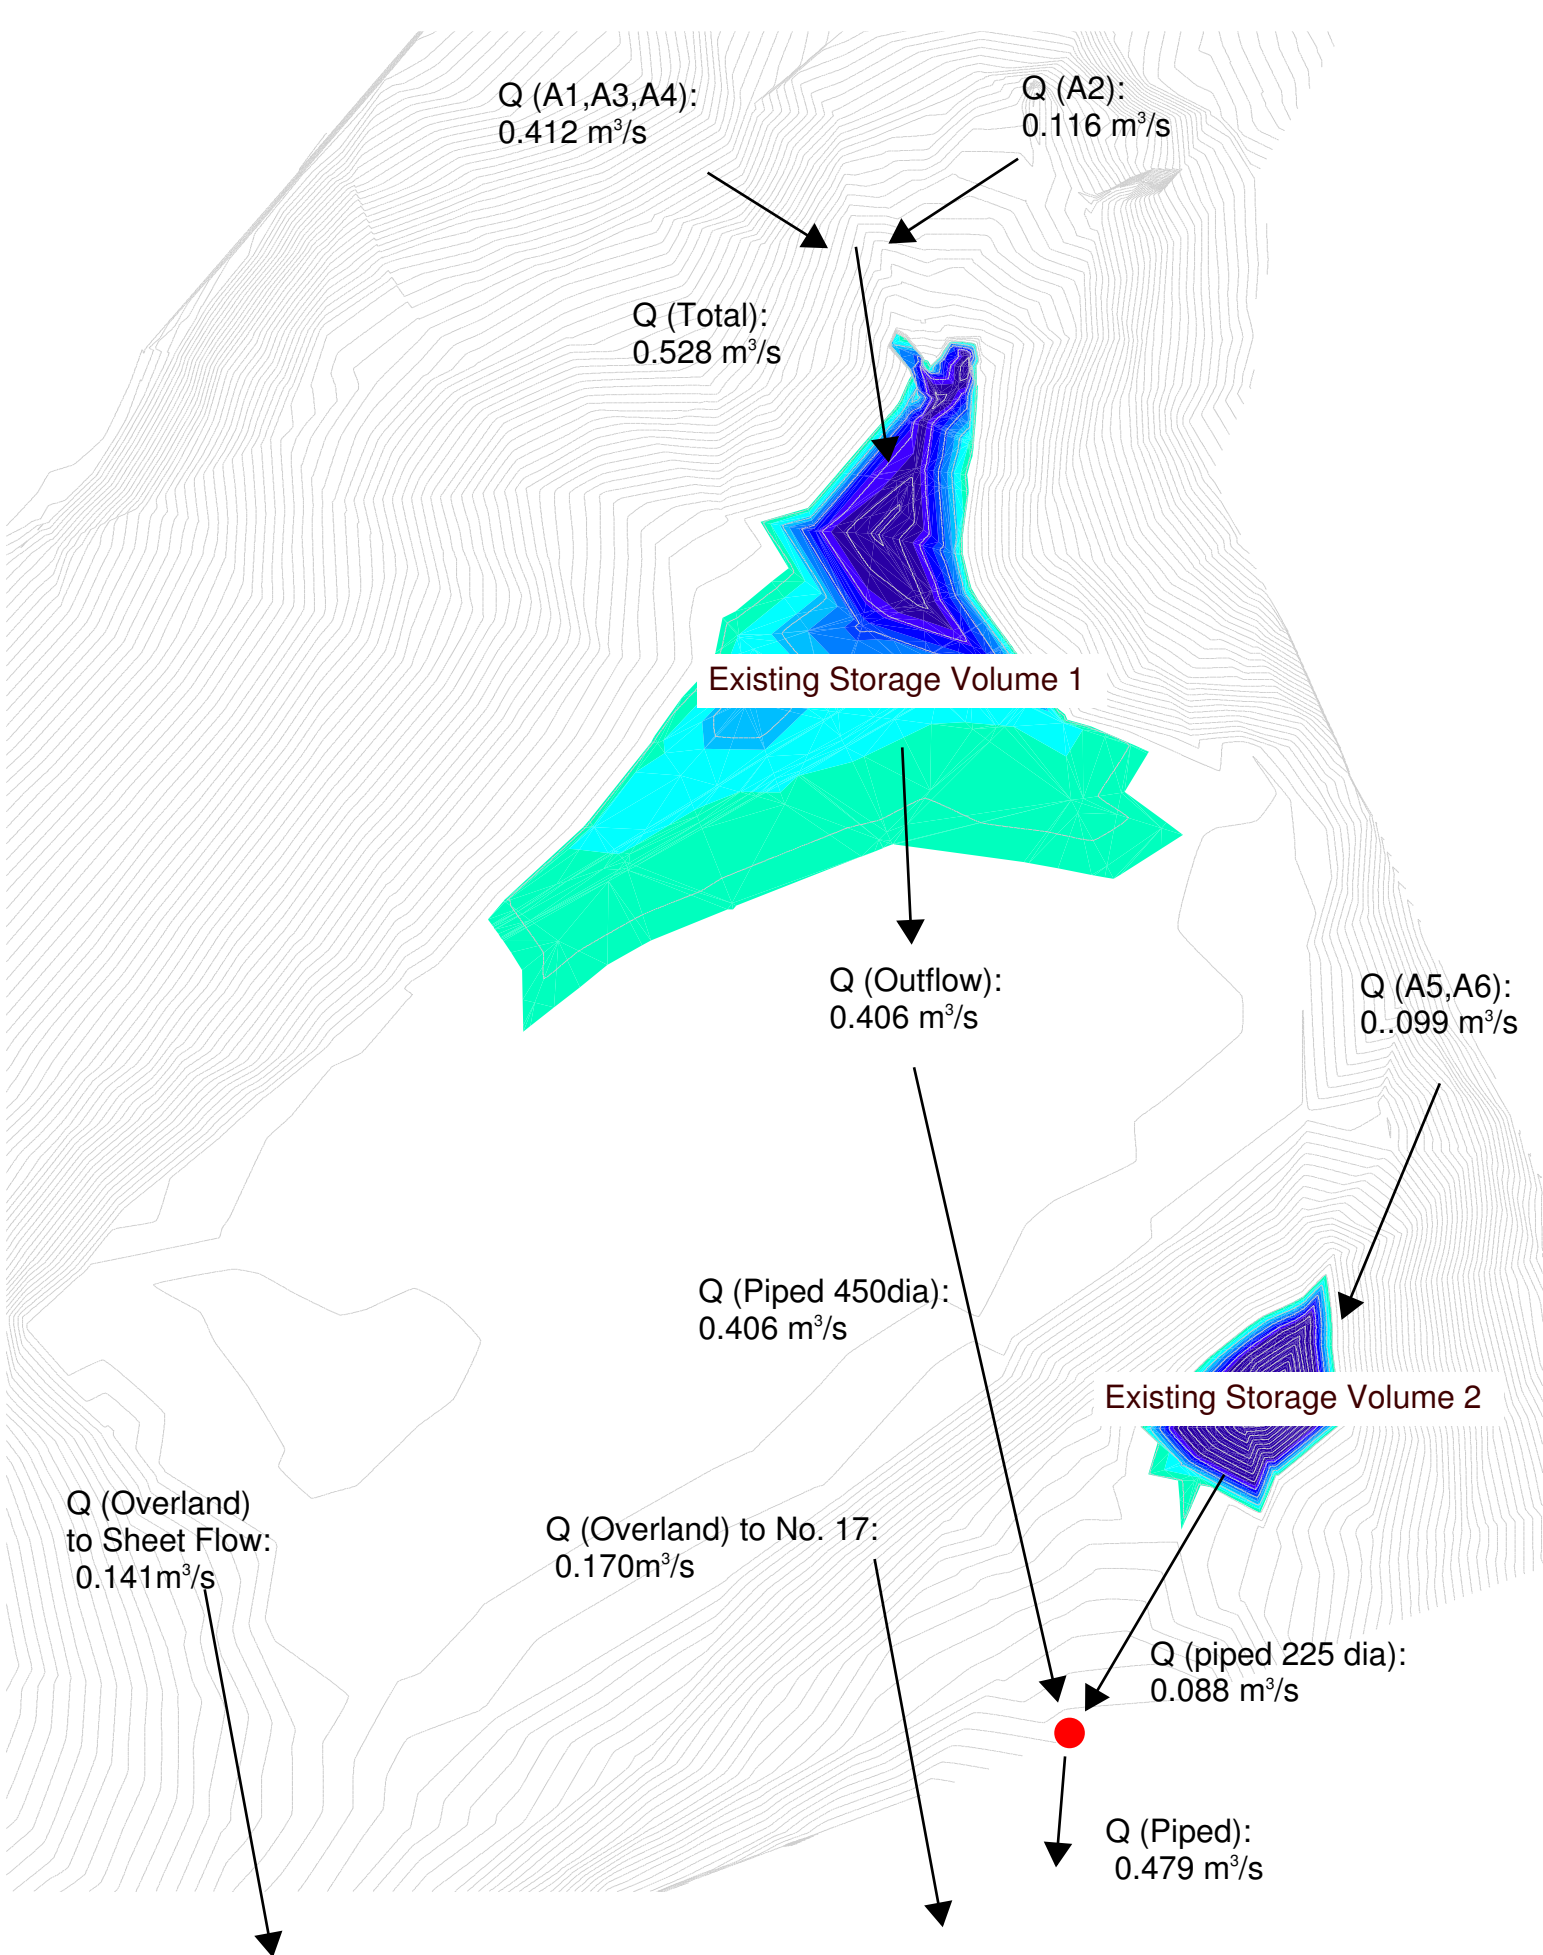 Q (A1,A3,A4):
0.412 m³/s
Q (A2):
0.116 m³/s
Q (Total):
0.528 m³/s
Existing Storage Volume 1
Q (Outflow):
0.406 m³/s
Q (A5,A6):
0..099 m³/s
Q (Piped 450dia):
0.406 m³/s
Existing Storage Volume 2
Q (Overland)
to Sheet Flow:
0.141m³/s
Q (Overland) to No. 17:
0.170m³/s
Q (piped 225 dia):
0.088 m³/s
Q (Piped):
0.479 m³/s